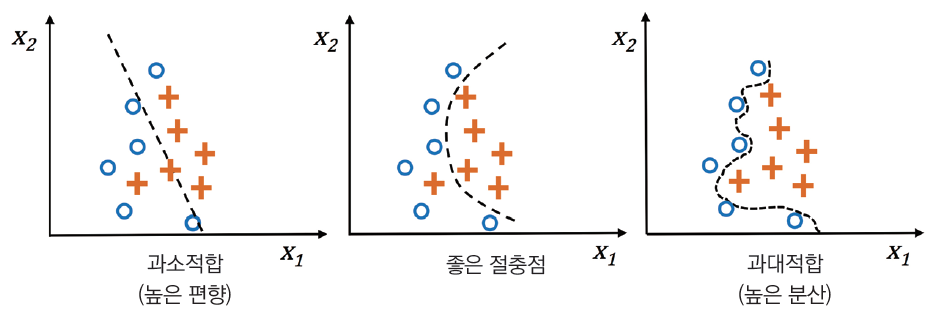 x2
x1
과소적합
(높은 편향)
x2
x1
좋은 절충점
x2
x1
과대적합
(높은 분산)